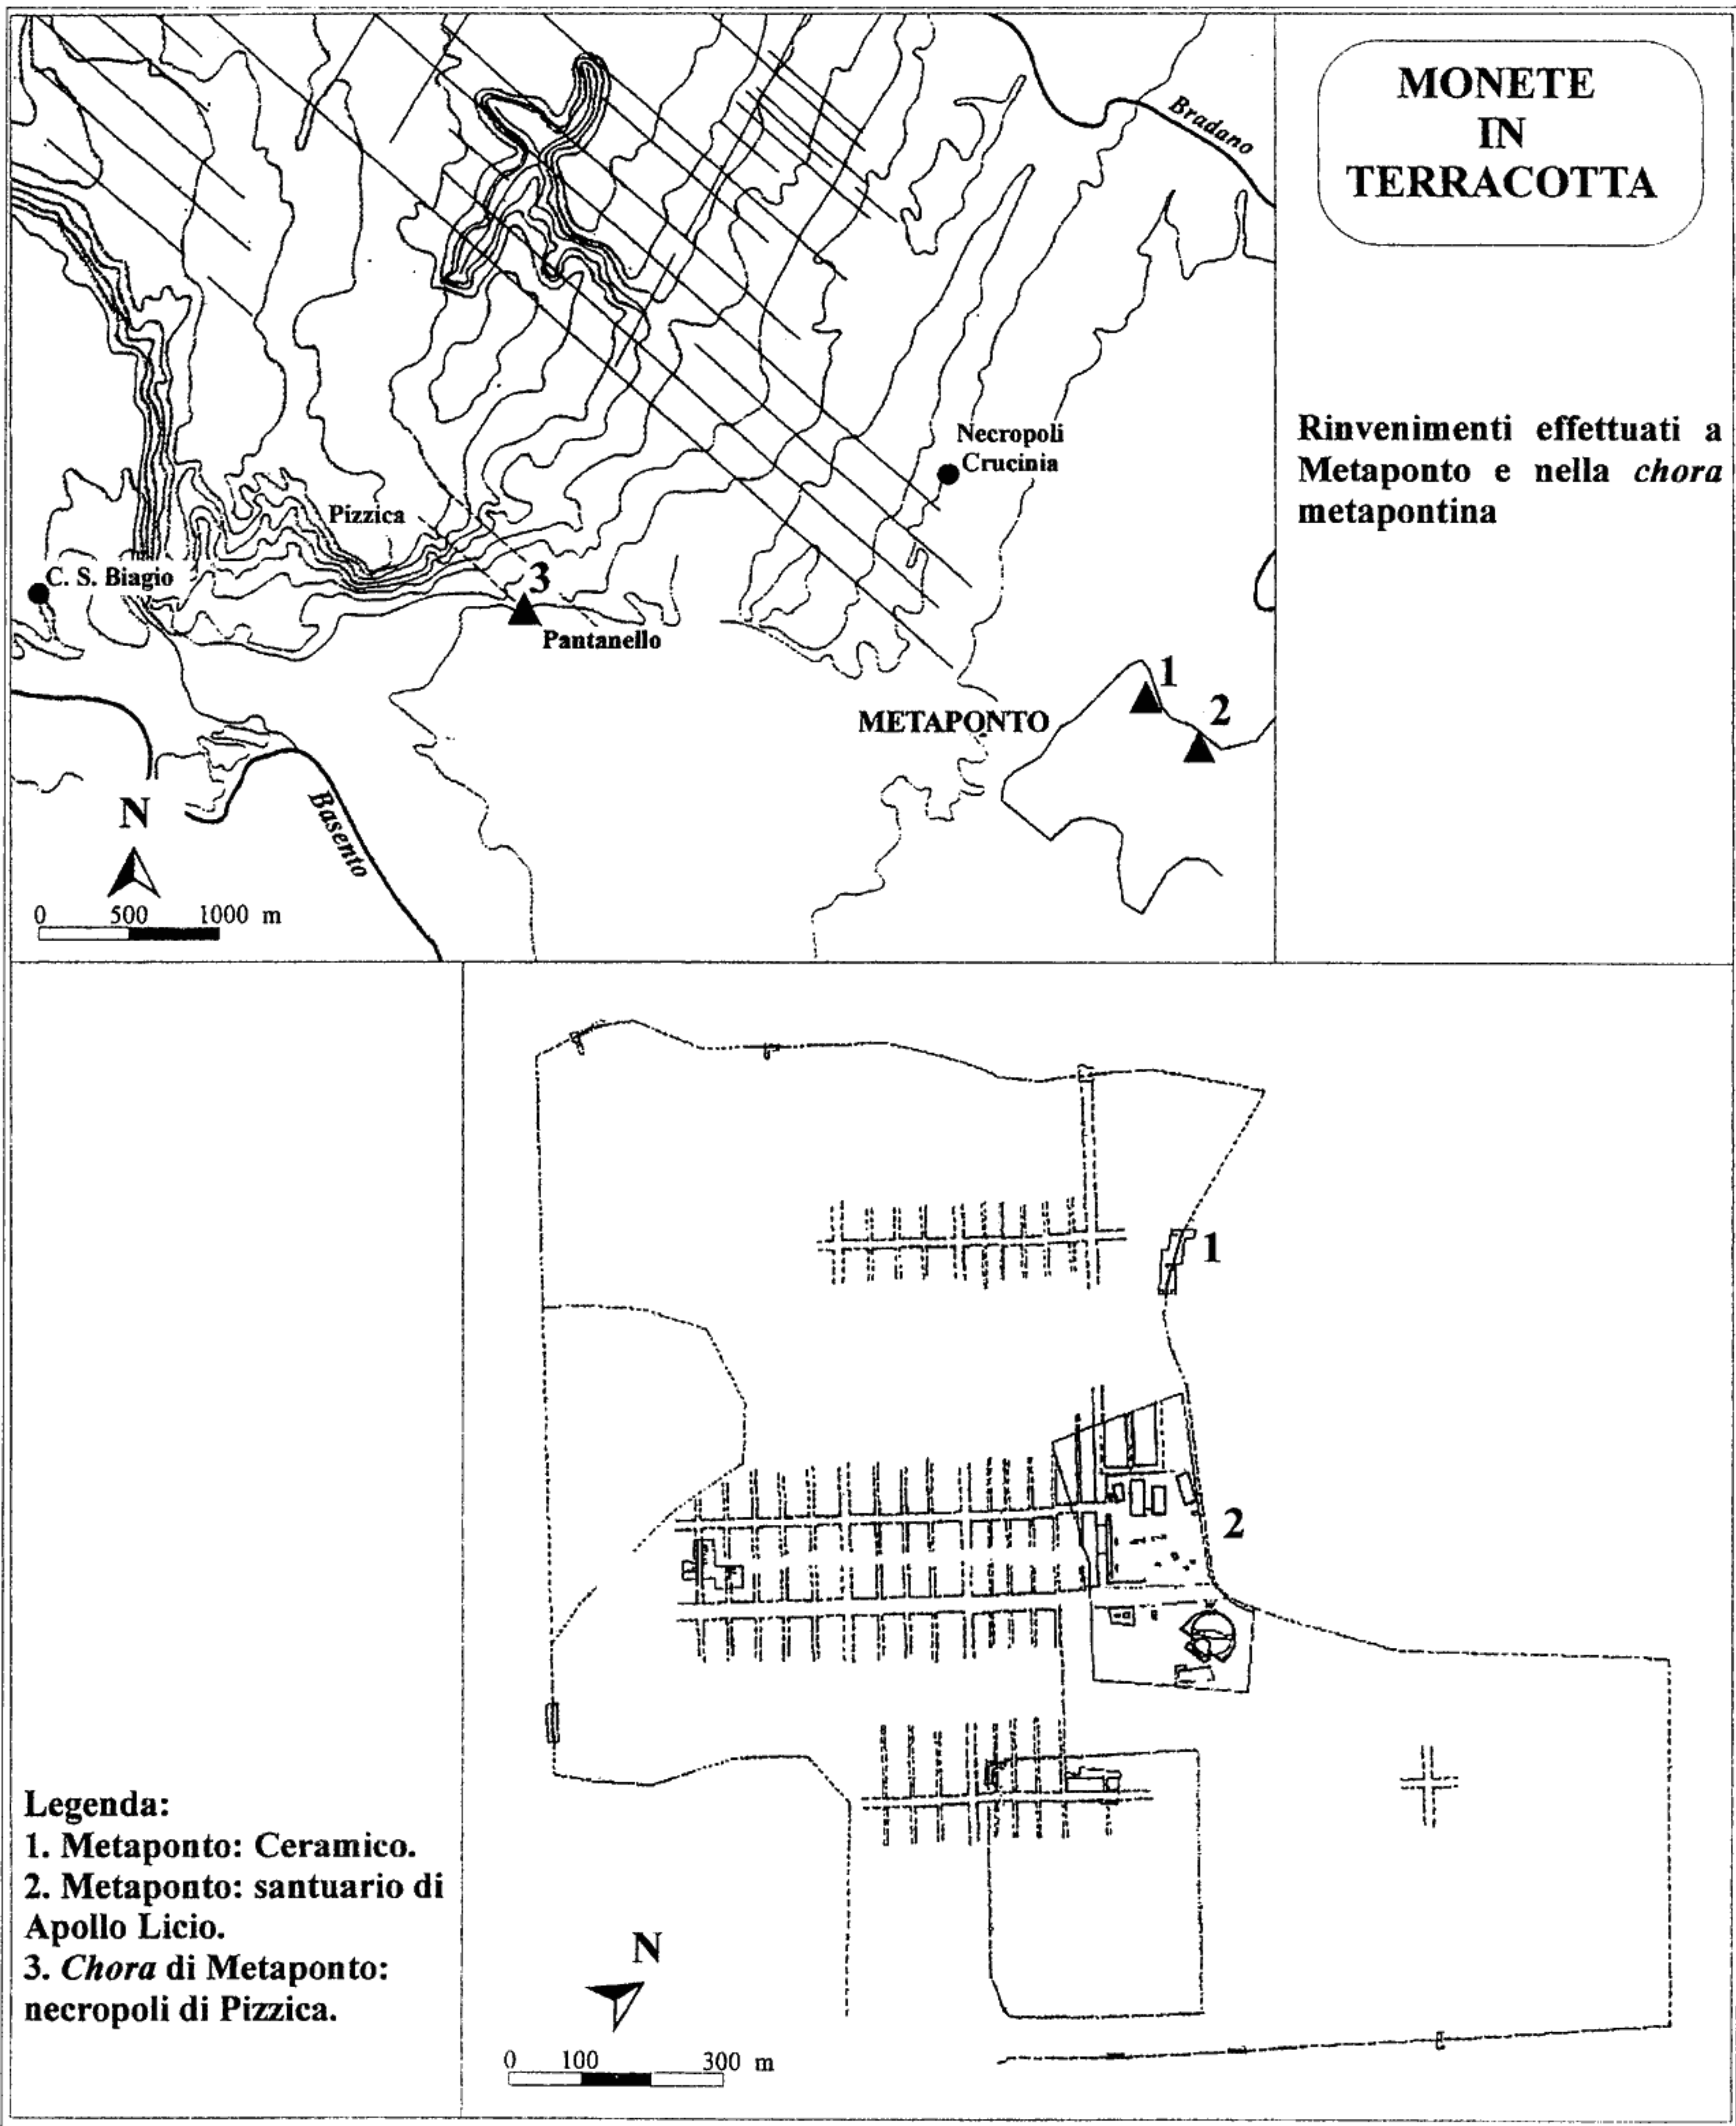 MONETE
IN
TERRACOTTA
Rinvenimenti effettuati a
Metaponto e nella chora
metapontina
Bradano
Necropoli
Crucinia
Pizzica
C. S. Biagio
3
Pantanello
1
METAPONTO
2
N
Basento
0 500 1000 m
1
2
Legenda:
1. Metaponto: Ceramico.
2. Metaponto: santuario di
Apollo Licio.
3. Chora di Metaponto:
necropoli di Pizzica.
N
0 100 300 m